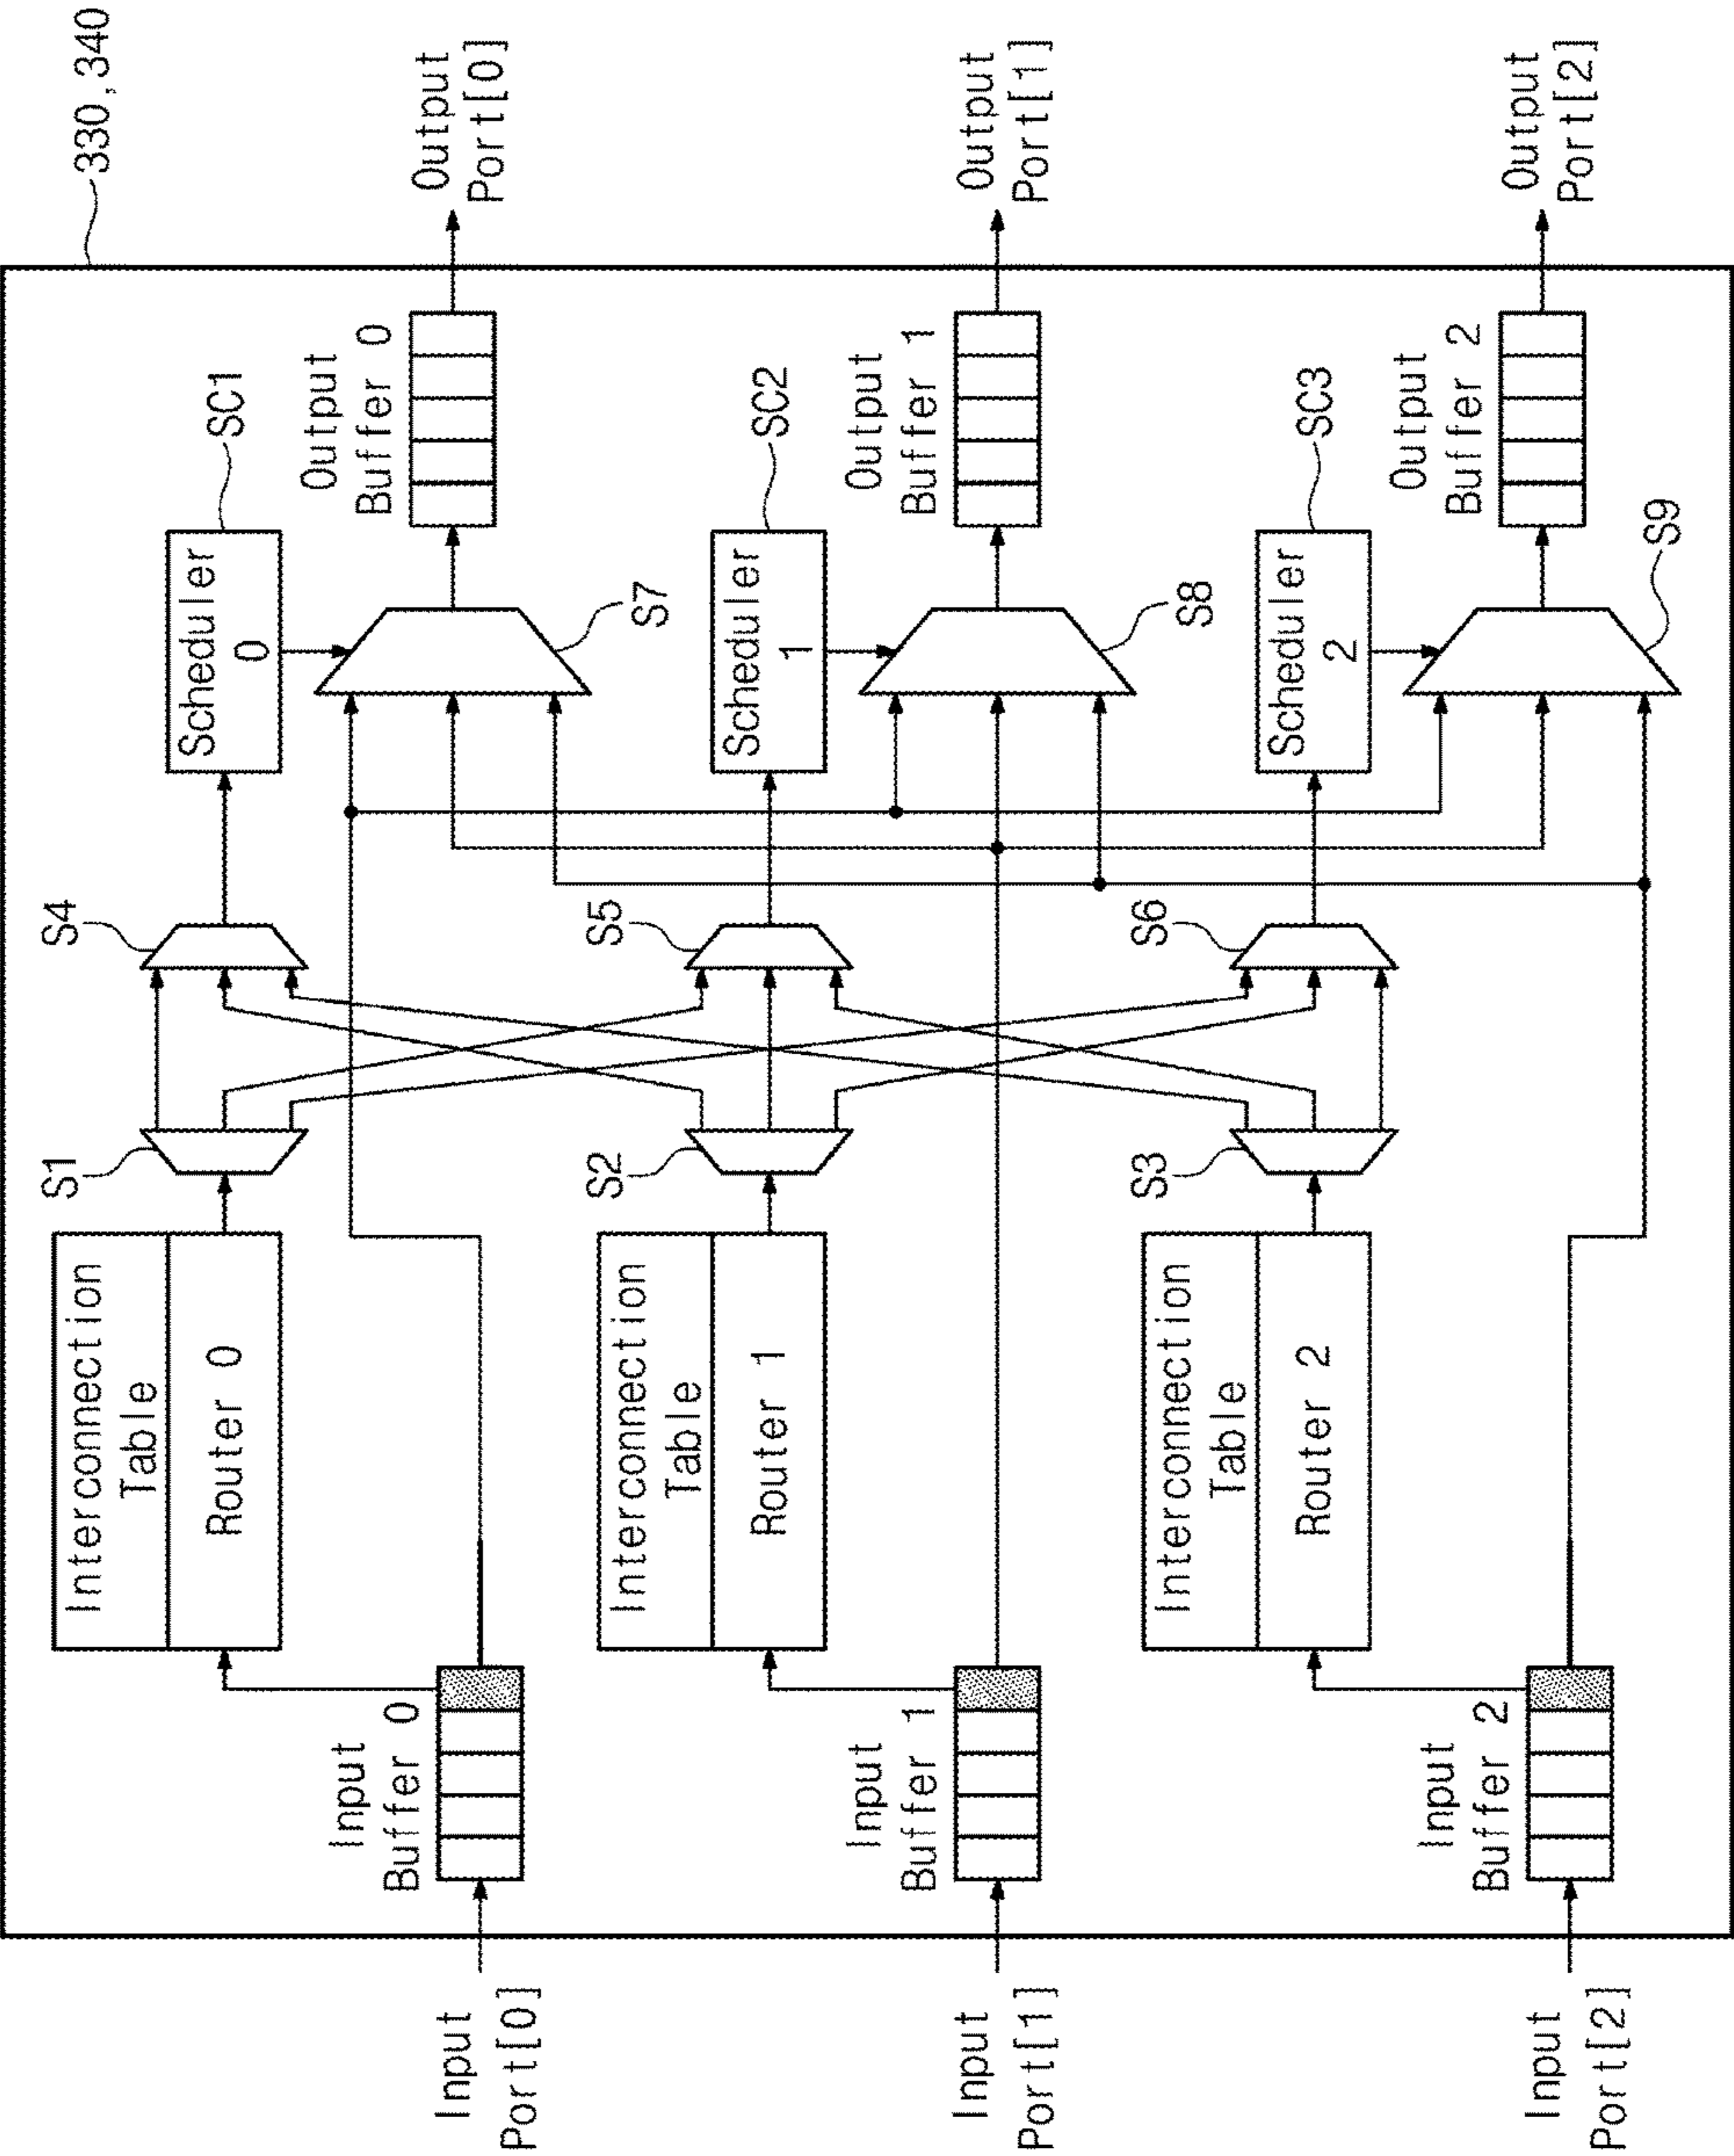 330,340
Input
Port[0]
Input
Buffer 0
Interconnection
Table
Router 0
S1
S4
Scheduler
0
SC1
S7
Output
Buffer 0
Output
Port[0]
Input
Port[1]
Input
Buffer 1
Interconnection
Table
Router 1
S2
S5
Scheduler
1
SC2
S8
Output
Buffer 1
Output
Port[1]
Input
Port[2]
Input
Buffer 2
Interconnection
Table
Router 2
S3
S6
Scheduler
2
SC3
S9
Output
Buffer 2
Output
Port[2]